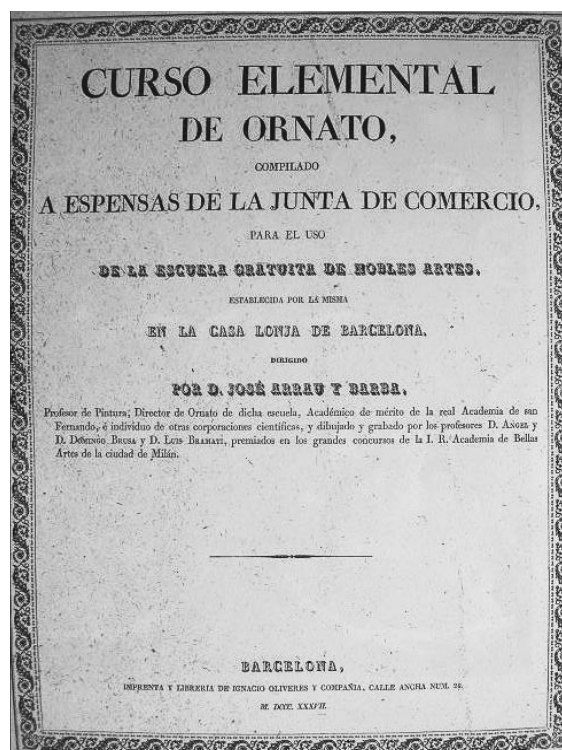 CURSO ELEMENTAL
DE ORNATO,
COMPILADO
A ESPENSAS DE LA JUNTA DE COMERCIO,
PARA EL USO
DE LA ESCUELA GRATUITA DE NOBLES ARTES,
ESTABLECIDA POR LA MISMA
EN LA CASA LONJA DE BARCELONA,
DIRIGIDO
POR D. JOSÉ ARRAU Y BARBA,
Profesor de Pintura, Director de Ornato de dicha escuela, Académico de mérito de la real Academia de san
Fernando, é individuo de otras corporaciones científicas, y dibujado y grabado por los profesores D. ANGEL y
D. DOMINGO BRUSA y D. LUIS BRAMATI, premiados en los grandes concursos de la I. R. Academia de Bellas
Artes de la ciudad de Milán.
BARCELONA,
IMPRENTA Y LIBRERÍA DE IGNACIO OLIVERES Y COMPAÑIA, CALLE ANCHA NUM. 26.
M. DCCC. XXXVII.